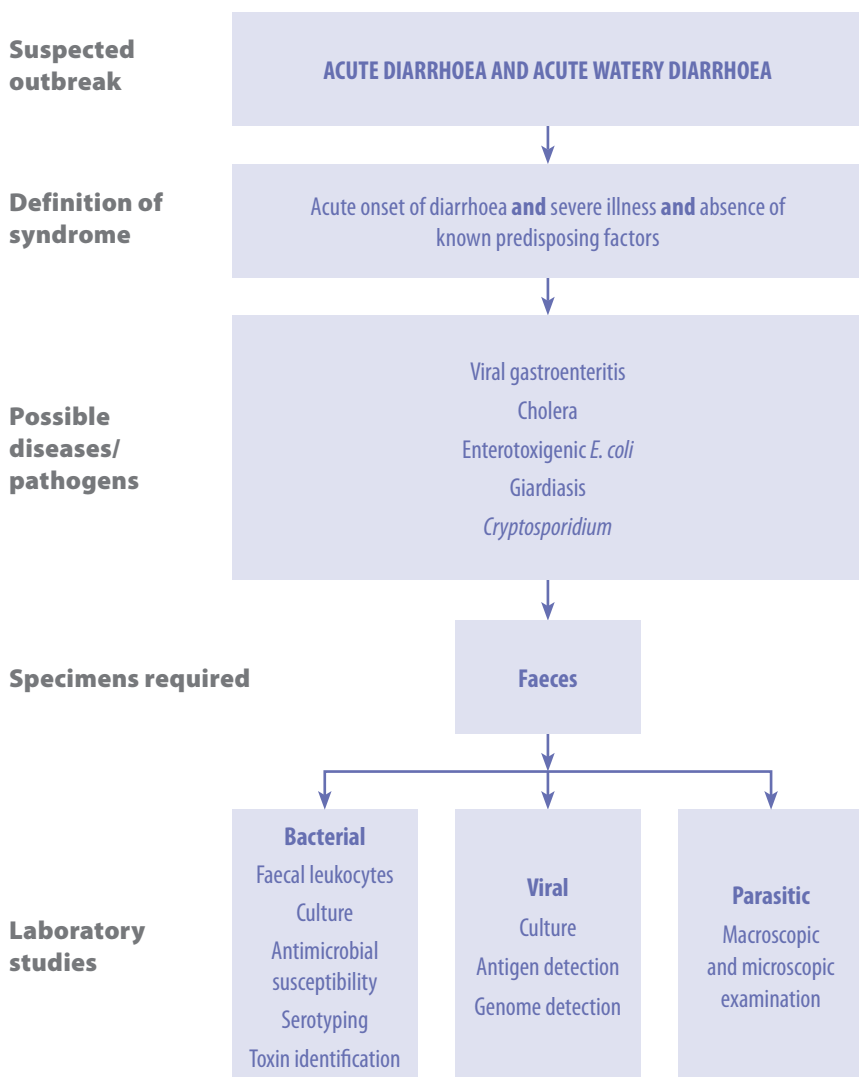 Suspected
outbreak
ACUTE DIARRHOEA AND ACUTE WATERY DIARRHOEA
Definition of
syndrome
Acute onset of diarrhoea and severe illness and absence of
known predisposing factors
Possible
diseases/
pathogens
Viral gastroenteritis
Cholera
Enterotoxigenic E. coli
Giardiasis
Cryptosporidium
Specimens required
Faeces
Laboratory
studies
Bacterial
Faecal leukocytes
Culture
Antimicrobial
susceptibility
Serotyping
Toxin identification
Viral
Culture
Antigen detection
Genome detection
Parasitic
Macroscopic
and microscopic
examination